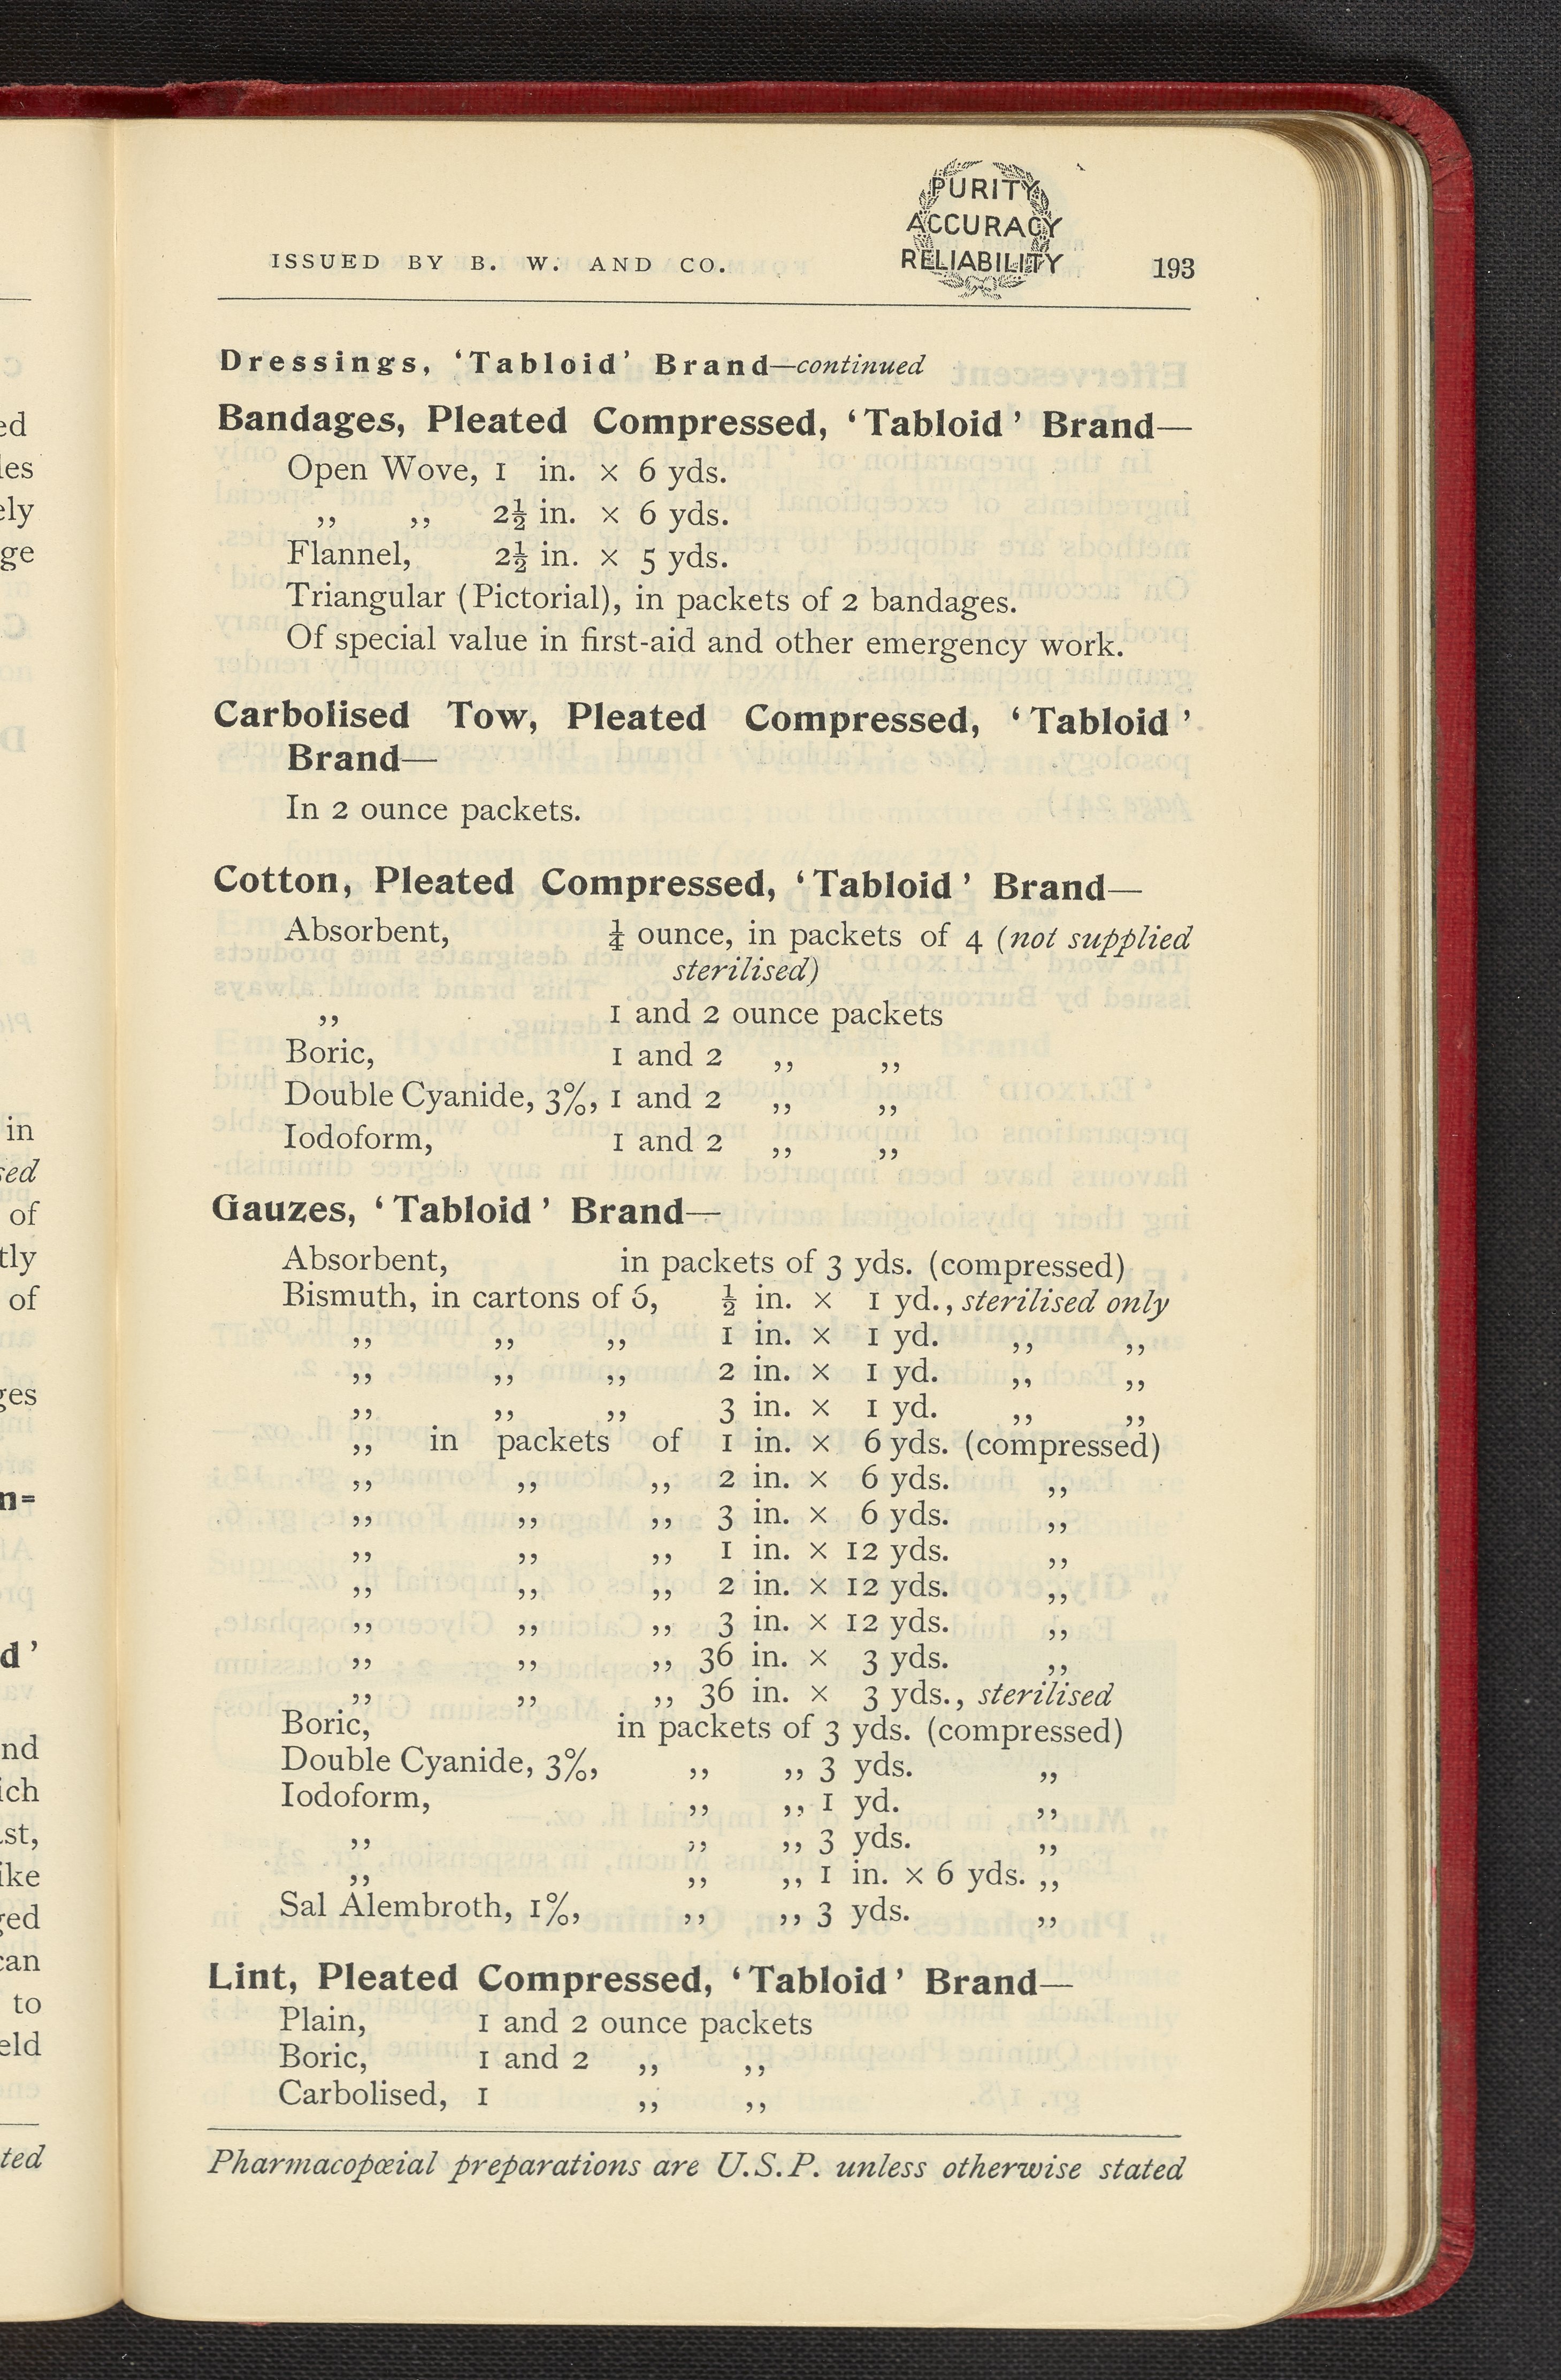 PURITY
ACCURACY
RELIABILITY
ISSUED BY B. W. AND CO. 193
Dressings, ‘Tabloid’ Brand—continued
Bandages, Pleated Compressed, ‘Tabloid’ Brand—
Open Wove, 1 in. × 6 yds.
„ „ 2½ in. × 6 yds.
Flannel, 2½ in. × 5 yds.
Triangular (Pictorial), in packets of 2 bandages.
Of special value in first-aid and other emergency work.
Carbolised Tow, Pleated Compressed, ‘Tabloid’
Brand—
In 2 ounce packets.
Cotton, Pleated Compressed, ‘Tabloid’ Brand—
Absorbent, ¼ ounce, in packets of 4 (not supplied
sterilised)
„ 1 and 2 ounce packets
Boric, 1 and 2 „ „
Double Cyanide, 3%, 1 and 2 „ „
Iodoform, 1 and 2 „ „
Gauzes, ‘Tabloid’ Brand—
Absorbent, in packets of 3 yds. (compressed)
Bismuth, in cartons of 6, ½ in. × 1 yd., sterilised only
„ „ „ 1 in. × 1 yd. „ „
„ „ „ 2 in. × 1 yd. „ „
„ „ „ 3 in. × 1 yd. „ „
„ in packets of 1 in. × 6 yds. (compressed)
„ „ „ 2 in. × 6 yds. „
„ „ „ 3 in. × 6 yds. „
„ „ „ 1 in. × 12 yds. „
„ „ „ 2 in. × 12 yds. „
„ „ „ 3 in. × 12 yds. „
„ „ „ 36 in. × 3 yds. „
„ „ „ 36 in. × 3 yds., sterilised
Boric, in packets of 3 yds. (compressed)
Double Cyanide, 3%, „ „ 3 yds. „
Iodoform, „ „ 1 yd. „
„ „ „ 3 yds. „
„ „ „ 1 in. × 6 yds. „
Sal Alembroth, 1%, „ „ 3 yds. „
Lint, Pleated Compressed, ‘Tabloid’ Brand—
Plain, 1 and 2 ounce packets
Boric, 1 and 2 „ „
Carbolised, 1 „ „
Pharmacopœial preparations are U.S.P. unless otherwise stated